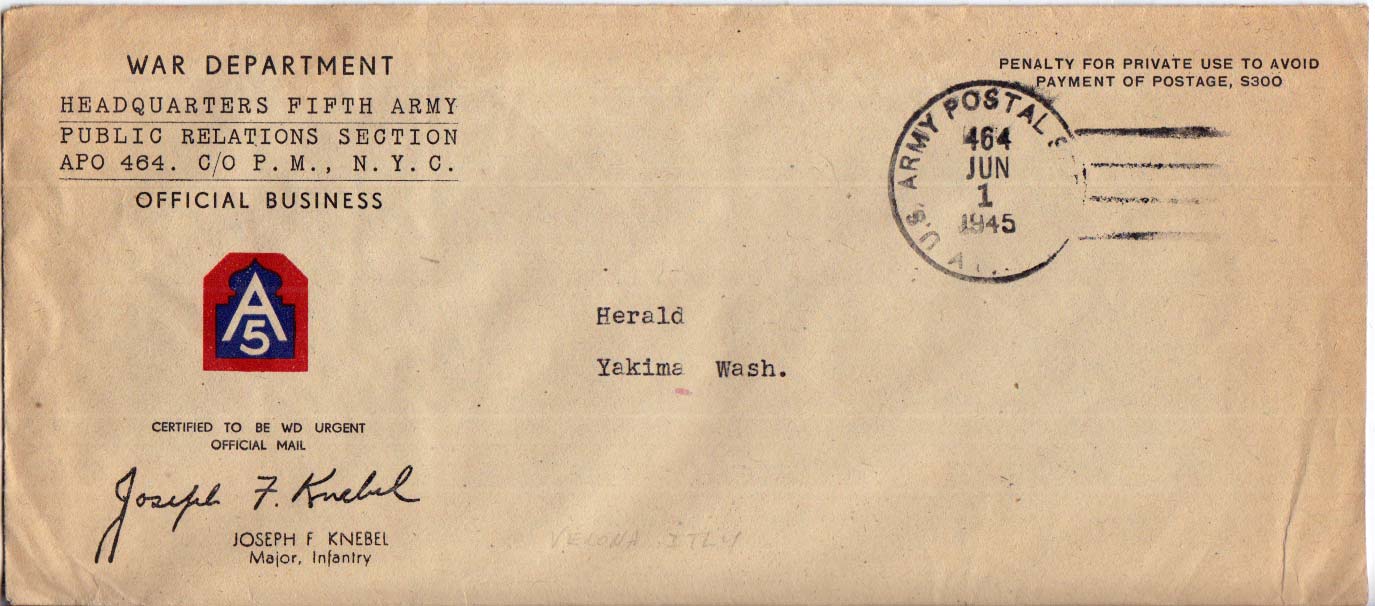 WAR DEPARTMENT
HEADQUARTERS FIFTH ARMY
PUBLIC RELATIONS SECTION
APO 464. C/O P.M., N.Y.C.
OFFICIAL BUSINESS
PENALTY FOR PRIVATE USE TO AVOID
PAYMENT OF POSTAGE, $300
U.S. ARMY POSTAL
464
JUN
1
1945
A
5
Herald
Yakima Wash.
CERTIFIED TO BE WD URGENT
OFFICIAL MAIL
Joseph F. Knebel
JOSEPH F KNEBEL
Major, Infantry
VERONA ITLY